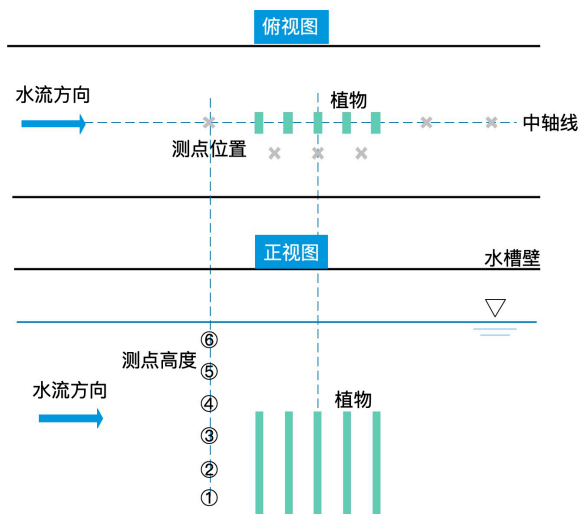 俯视图
水流方向
植物
中轴线
测点位置
正视图
水槽壁
⑥
测点高度
⑤
水流方向
植物
④
③
②
①